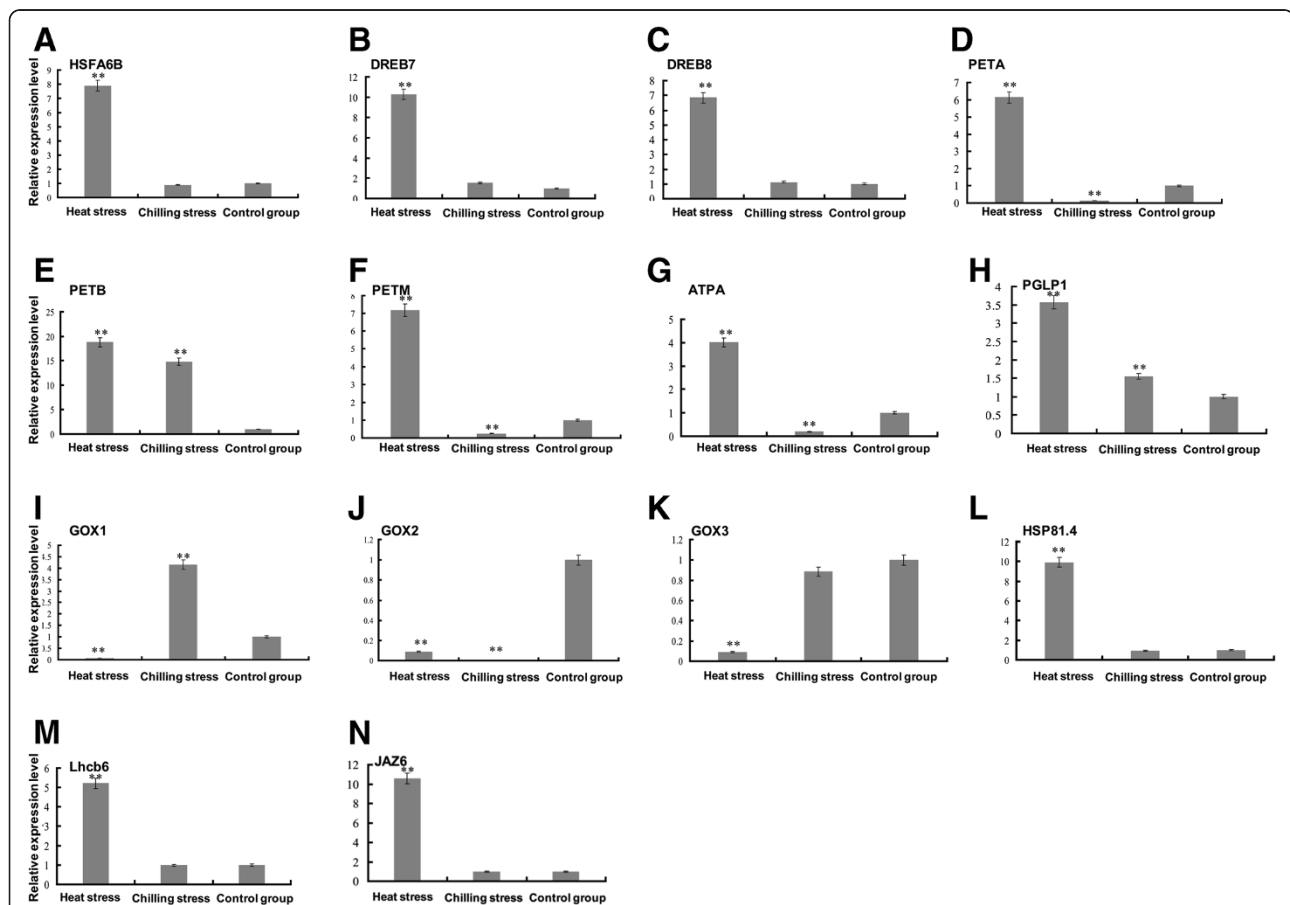 A
HSFA6B
Relative expression level
9
8
7
6
5
4
3
2
1
0
**
Heat stress Chilling stress Control group
B
DREB7
12
10
8
6
4
2
0
**
Heat stress Chilling stress Control group
C
DREB8
8
7
6
5
4
3
2
1
0
**
Heat stress Chilling stress Control group
D
PETA
7
6
5
4
3
2
1
0
**
**
Heat stress Chilling stress Control group
E
PETB
Relative expression level
25
20
15
10
5
0
**
**
Heat stress Chilling stress Control group
F
PETM
8
7
6
5
4
3
2
1
0
**
**
Heat stress Chilling stress Control group
G
ATPA
5
4
3
2
1
0
**
**
Heat stress Chilling stress Control group
H
PGLP1
4
3.5
3
2.5
2
1.5
1
0.5
0
**
**
Heat stress Chilling stress Control group
I
GOX1
Relative expression level
5
4.5
4
3.5
3
2.5
2
1.5
1
0.5
0
**
**
Heat stress Chilling stress Control group
J
GOX2
1.2
1
0.8
0.6
0.4
0.2
0
**
**
Heat stress Chilling stress Control group
K
GOX3
1.2
1
0.8
0.6
0.4
0.2
0
**
Heat stress Chilling stress Control group
L
HSP81.4
12
10
8
6
4
2
0
**
Heat stress Chilling stress Control group
M
Lhcb6
Relative expression level
6
5
4
3
2
1
0
**
Heat stress Chilling stress Control group
N
JAZ6
12
10
8
6
4
2
0
**
Heat stress Chilling stress Control group